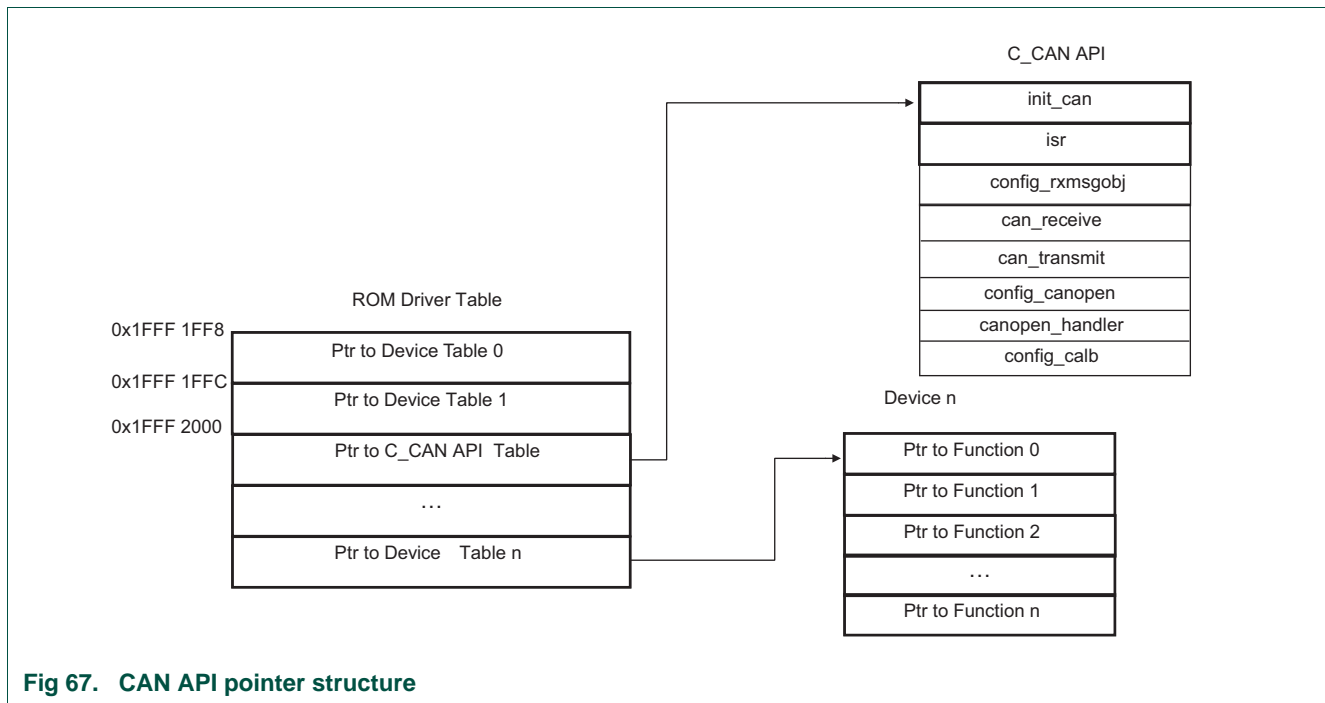 C_CAN API
init_can
isr
config_rxmsgobj
can_receive
can_transmit
config_canopen
canopen_handler
config_calb
ROM Driver Table
0x1FFF 1FF8
Ptr to Device Table 0
0x1FFF 1FFC
Ptr to Device Table 1
0x1FFF 2000
Ptr to C_CAN API Table
…
Ptr to Device Table n
Device n
Ptr to Function 0
Ptr to Function 1
Ptr to Function 2
…
Ptr to Function n
Fig 67. CAN API pointer structure